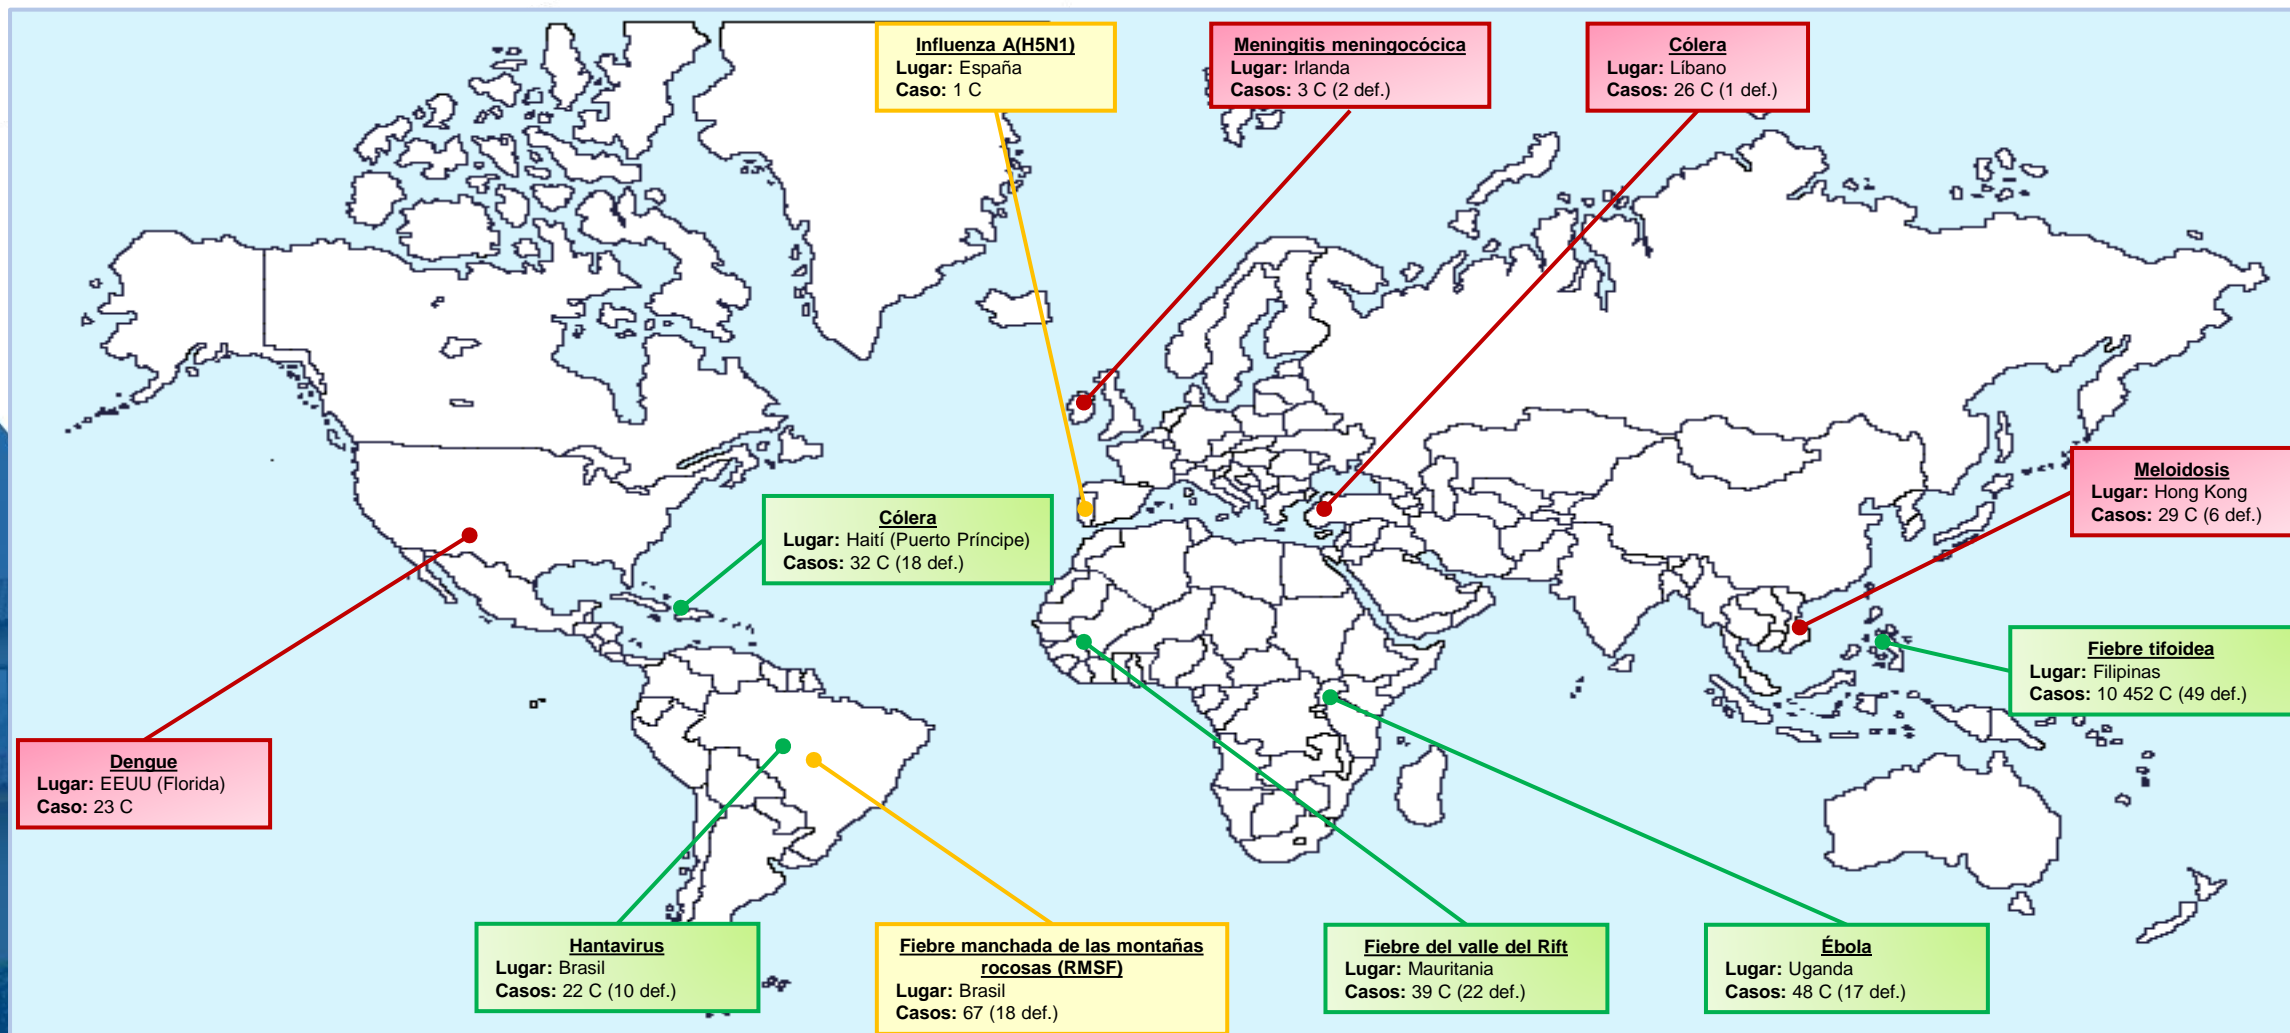 Influenza A(H5N1)
Lugar: España
Caso: 1 C
Meningitis meningocócica
Lugar: Irlanda
Casos: 3 C (2 def.)
Cólera
Lugar: Líbano
Casos: 26 C (1 def.)
Meloidosis
Lugar: Hong Kong
Casos: 29 C (6 def.)
Cólera
Lugar: Haití (Puerto Príncipe)
Casos: 32 C (18 def.)
Fiebre tifoidea
Lugar: Filipinas
Casos: 10 452 C (49 def.)
Dengue
Lugar: EEUU (Florida)
Caso: 23 C
Hantavirus
Lugar: Brasil
Casos: 22 C (10 def.)
Fiebre manchada de las montañas
rocosas (RMSF)
Lugar: Brasil
Casos: 67 (18 def.)
Fiebre del valle del Rift
Lugar: Mauritania
Casos: 39 C (22 def.)
Ébola
Lugar: Uganda
Casos: 48 C (17 def.)